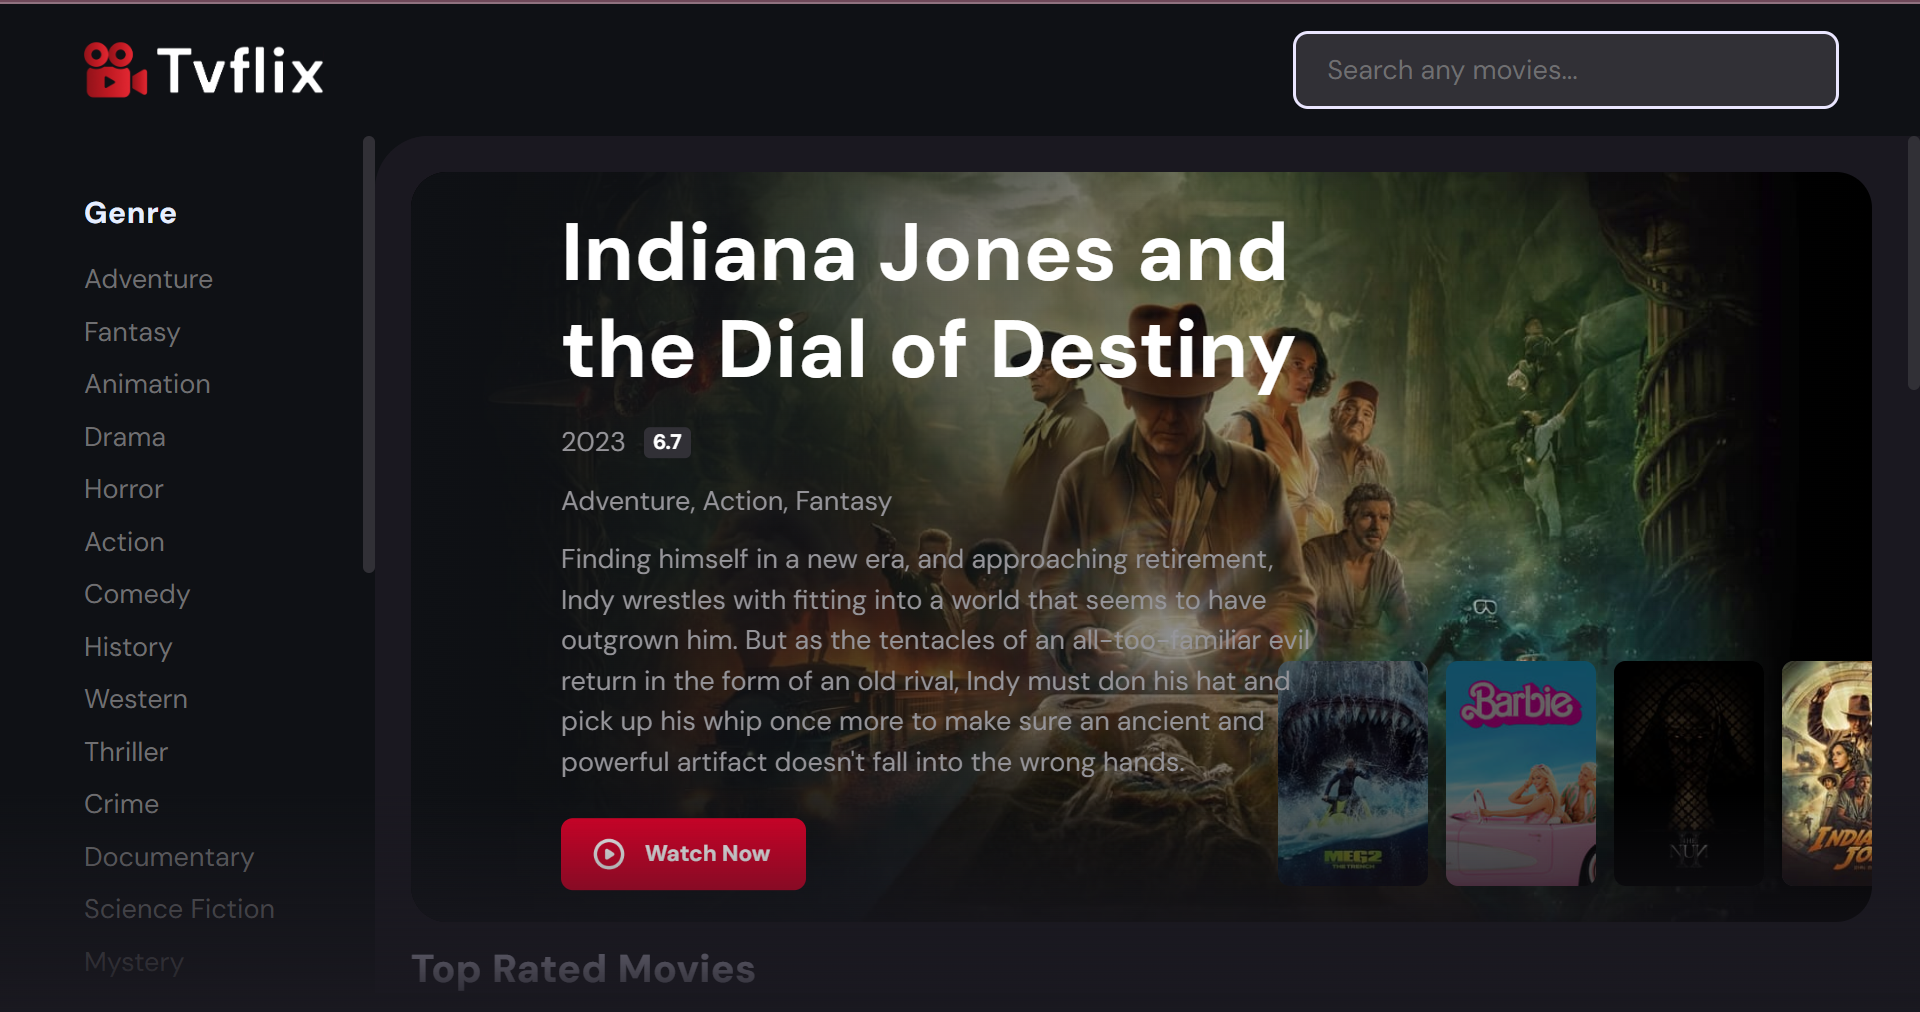 Tvflix
Search any movies...
Genre
Adventure
Fantasy
Animation
Drama
Horror
Action
Comedy
History
Western
Thriller
Crime
Documentary
Science Fiction
Mystery
Indiana Jones and
the Dial of Destiny
2023 6.7
Adventure, Action, Fantasy
Finding himself in a new era, and approaching retirement,
Indy wrestles with fitting into a world that seems to have
outgrown him. But as the tentacles of an all-too-familiar evil
return in the form of an old rival, Indy must don his hat and
pick up his whip once more to make sure an ancient and
powerful artifact doesn't fall into the wrong hands.
Watch Now
MEG2
THE TRENCH
Barbie
THE
NUN
INDIA
JO
Top Rated Movies